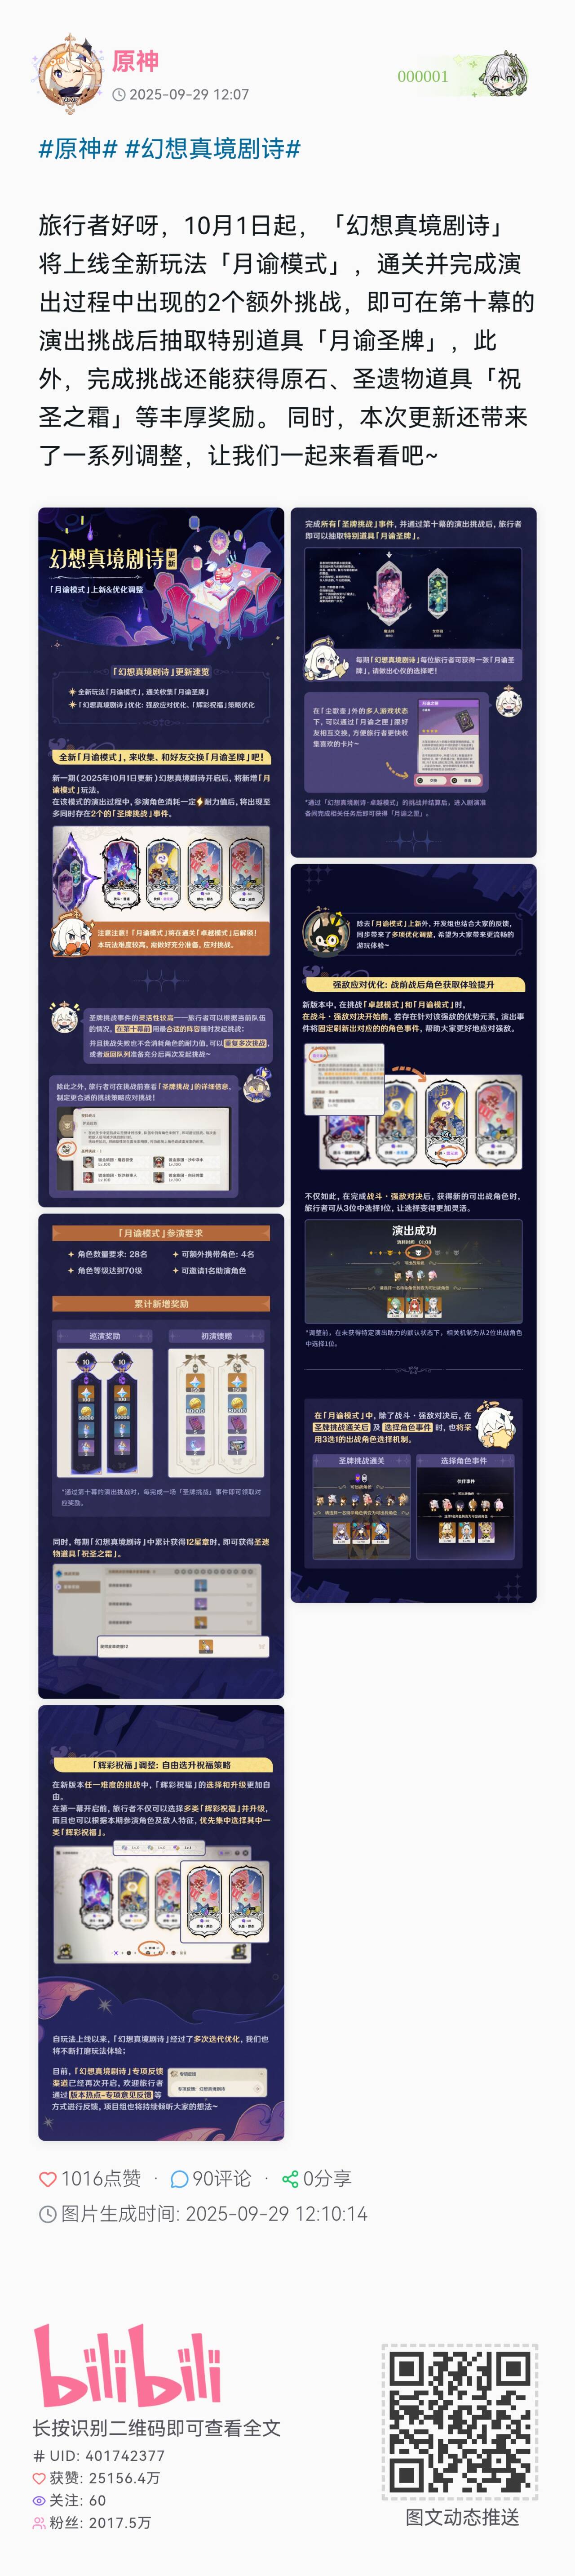 原神
2025-09-29 12:07
000001
#原神# #幻想真境剧诗#
旅行者好呀，10月1日起，「幻想真境剧诗」
将上线全新玩法「月谕模式」，通关并完成演
出过程中出现的2个额外挑战，即可在第十幕的
演出挑战后抽取特别道具「月谕圣牌」，此
外，完成挑战还能获得原石、圣遗物道具「祝
圣之霜」等丰厚奖励。 同时，本次更新还带来
了一系列调整，让我们一起来看看吧~
幻想真境剧诗更新
「月谕模式」上新&优化调整
「幻想真境剧诗」更新速览
全新玩法「月谕模式」，通关收集「月谕圣牌」
「幻想真境剧诗」优化：强敌应对优化、「辉彩祝福」策略优化
全新「月谕模式」，来收集、和好友交换「月谕圣牌」吧！
新一期（2025年10月1日更新）幻想真境剧诗开启后，将新增「月
谕模式」玩法。
在该模式的演出过程中，参演角色消耗一定耐力值后，将出现至
多同时存在2个的「圣牌挑战」事件。
注意注意！「月谕模式」将在通关「卓越模式」后解锁！
本玩法难度较高，需做好充分准备，应对挑战。
圣牌挑战事件的灵活性较高——旅行者可以根据当前队伍
的情况，在第十幕前用最合适的阵容随时发起挑战；
并且挑战失败也不会消耗角色的耐力值，可以重复多次挑战，
或者返回队列准备充分后再次发起挑战~
除此之外，旅行者可在挑战前查看「圣牌挑战」的详细信息，
制定更合适的挑战策略应对挑战！
「月谕模式」参演要求
角色数量要求：28名
可额外携带角色：4名
角色等级达到70级
可邀请1名助演角色
累计新增奖励
巡演奖励
初演馈赠
*通过第十幕的演出挑战时，每完成一场「圣牌挑战」事件即可领取对
应奖励。
同时，每期「幻想真境剧诗」中累计获得12星章时，即可获得圣遗
物道具「祝圣之霜」。
「辉彩祝福」调整：自由选升祝福策略
在新版本任一难度的挑战中，「辉彩祝福」的选择和升级更加自
由。
在第一幕开启前，旅行者不仅可以选择多类「辉彩祝福」并升级，
而且也可以根据本期参演角色及敌人特征，优先集中选择其中一
类「辉彩祝福」。
自玩法上线以来，「幻想真境剧诗」经过了多次迭代优化，我们也
将不断打磨玩法体验；
目前，「幻想真境剧诗」专项反馈
渠道已经再次开启，欢迎旅行者
通过版本热点-专项意见反馈等
方式进行反馈，项目组也将持续倾听大家的想法~
完成所有「圣牌挑战」事件，并通过第十幕的演出挑战后，旅行者
即可以抽取特别道具「月谕圣牌」。
每期「幻想真境剧诗」每位旅行者可获得一张「月谕圣
牌」，请做出心仪的选择吧！
在「尘歌壶」外的多人游戏状态
下，可以通过「月谕之匣」跟好
友相互交换，方便旅行者更快收
集喜欢的卡片~
月谕之匣
*通过「幻想真境剧诗·卓越模式」的挑战并结算后，进入剧演准
备间完成相关任务后即可获得「月谕之匣」。
除去「月谕模式」上新外，开发组也结合大家的反馈，
同步带来了多项优化调整，希望为大家带来更流畅的
游玩体验~
强敌应对优化：战前战后角色获取体验提升
新版本中，在挑战「卓越模式」和「月谕模式」时，
在战斗·强敌对决开始前，若存在针对该强敌的优势元素，演出事
件将固定刷新出对应的的角色事件，帮助大家更好地应对强敌。
不仅如此，在完成战斗·强敌对决后，获得新的可出战角色时，
旅行者可从3位中选择1位，让选择变得更加灵活。
演出成功
*调整前，在未获得特定演出助力的默认状态下，相关机制为从2位出战角色
中选择1位。
在「月谕模式」中，除了战斗·强敌对决后，在
圣牌挑战通关后及选择角色事件时，也将采
用3选1的出战角色选择机制。
圣牌挑战通关
选择角色事件
1016点赞 · 90评论 · 0分享
图片生成时间: 2025-09-29 12:10:14
bilibili
长按识别二维码即可查看全文
UID: 401742377
获赞: 25156.4万
关注: 60
粉丝: 2017.5万
图文动态推送